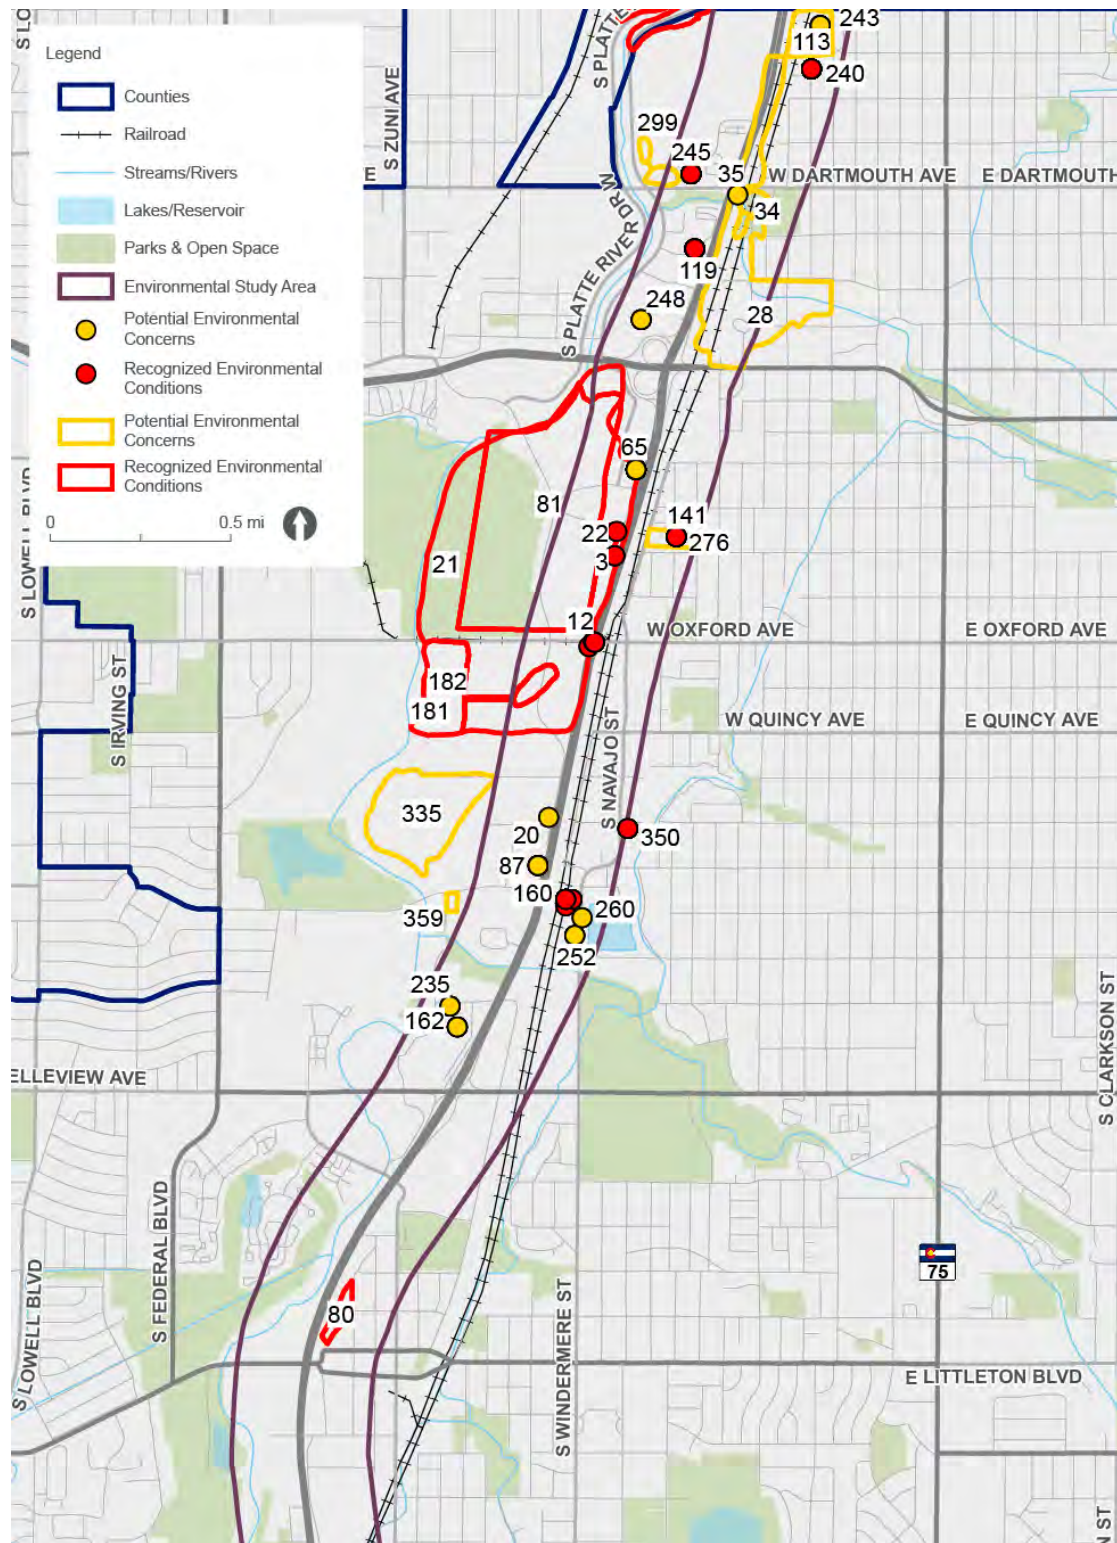 S LO
Legend
Counties
Railroad
Streams/Rivers
Lakes/Reservoir
Parks & Open Space
Environmental Study Area
Potential Environmental
Concerns
Recognized Environmental
Conditions
Potential Environmental
Concerns
Recognized Environmental
Conditions
0
0.5 mi
S ZUNI AVE
E
S PLATTE
243
113
240
299
245
35
W DARTMOUTH AVE
E DARTMOUTH
34
S PLATTE RIVER DR W
119
248
28
65
81
22
141
3
276
21
S LOWELL BLVD
12
W OXFORD AVE
E OXFORD AVE
182
181
S IRVING ST
W QUINCY AVE
E QUINCY AVE
S NAVAJO ST
335
20
350
87
160
260
359
252
235
162
ELLEVIEW AVE
S CLARKSON ST
S FEDERAL BLVD
75
S LOWELL BLVD
80
S WINDERMERE ST
E LITTLETON BLVD
N ST